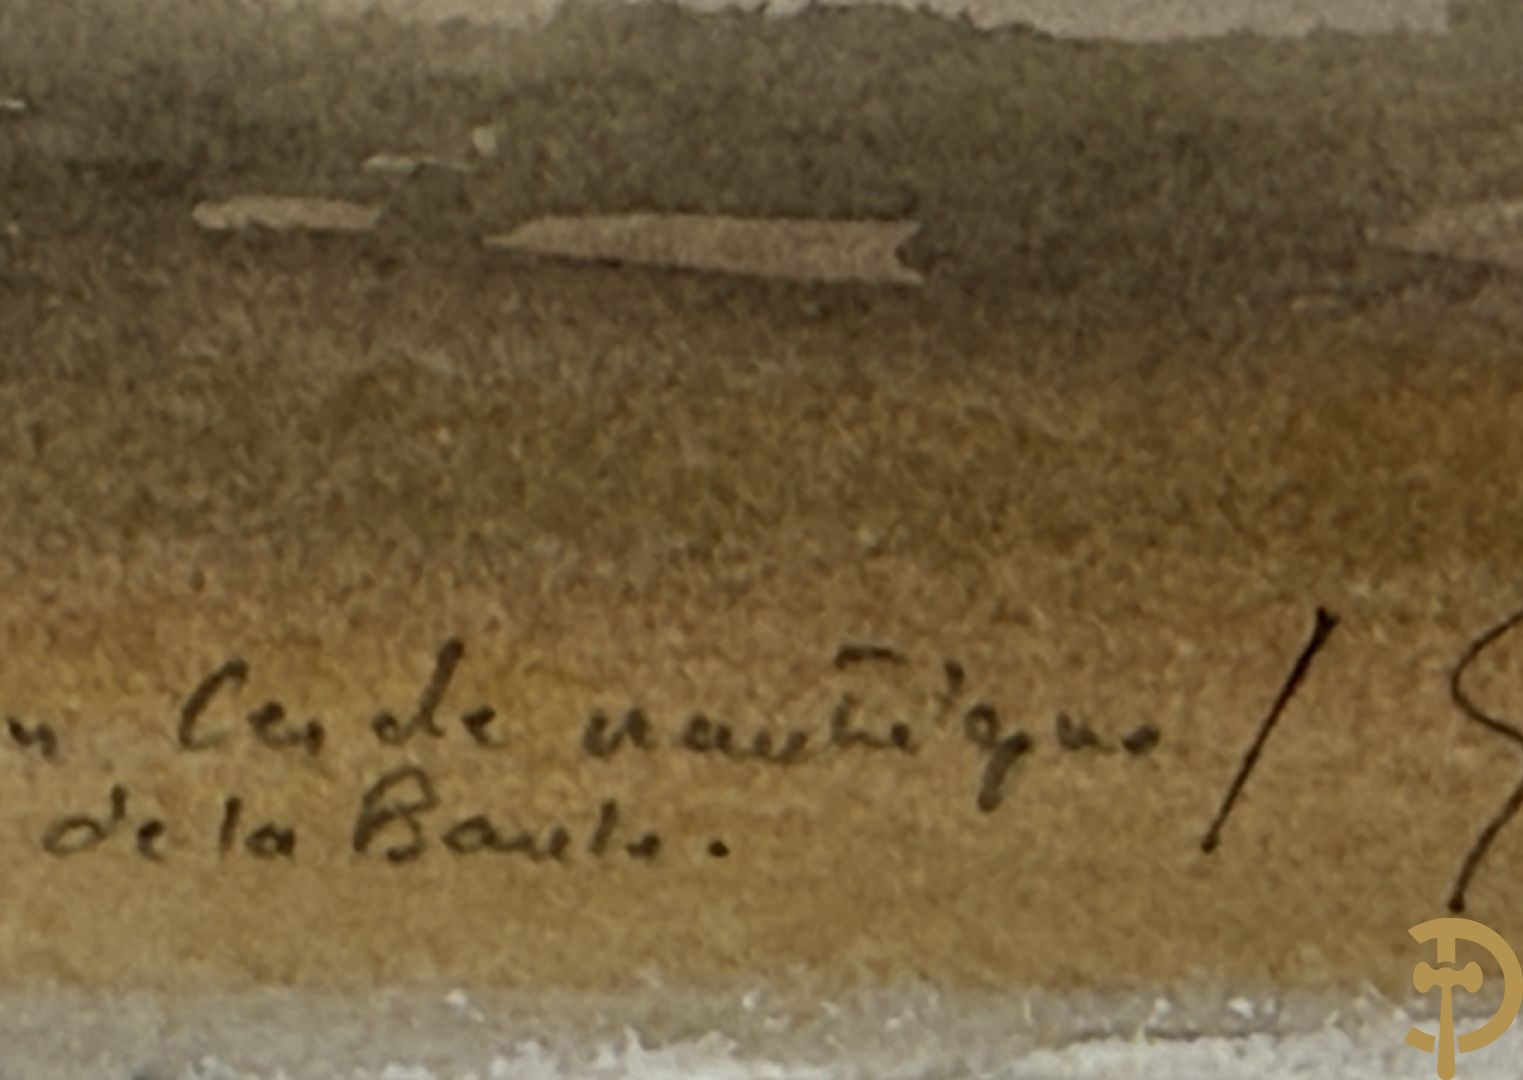 Cercle nautique
de la Baule.